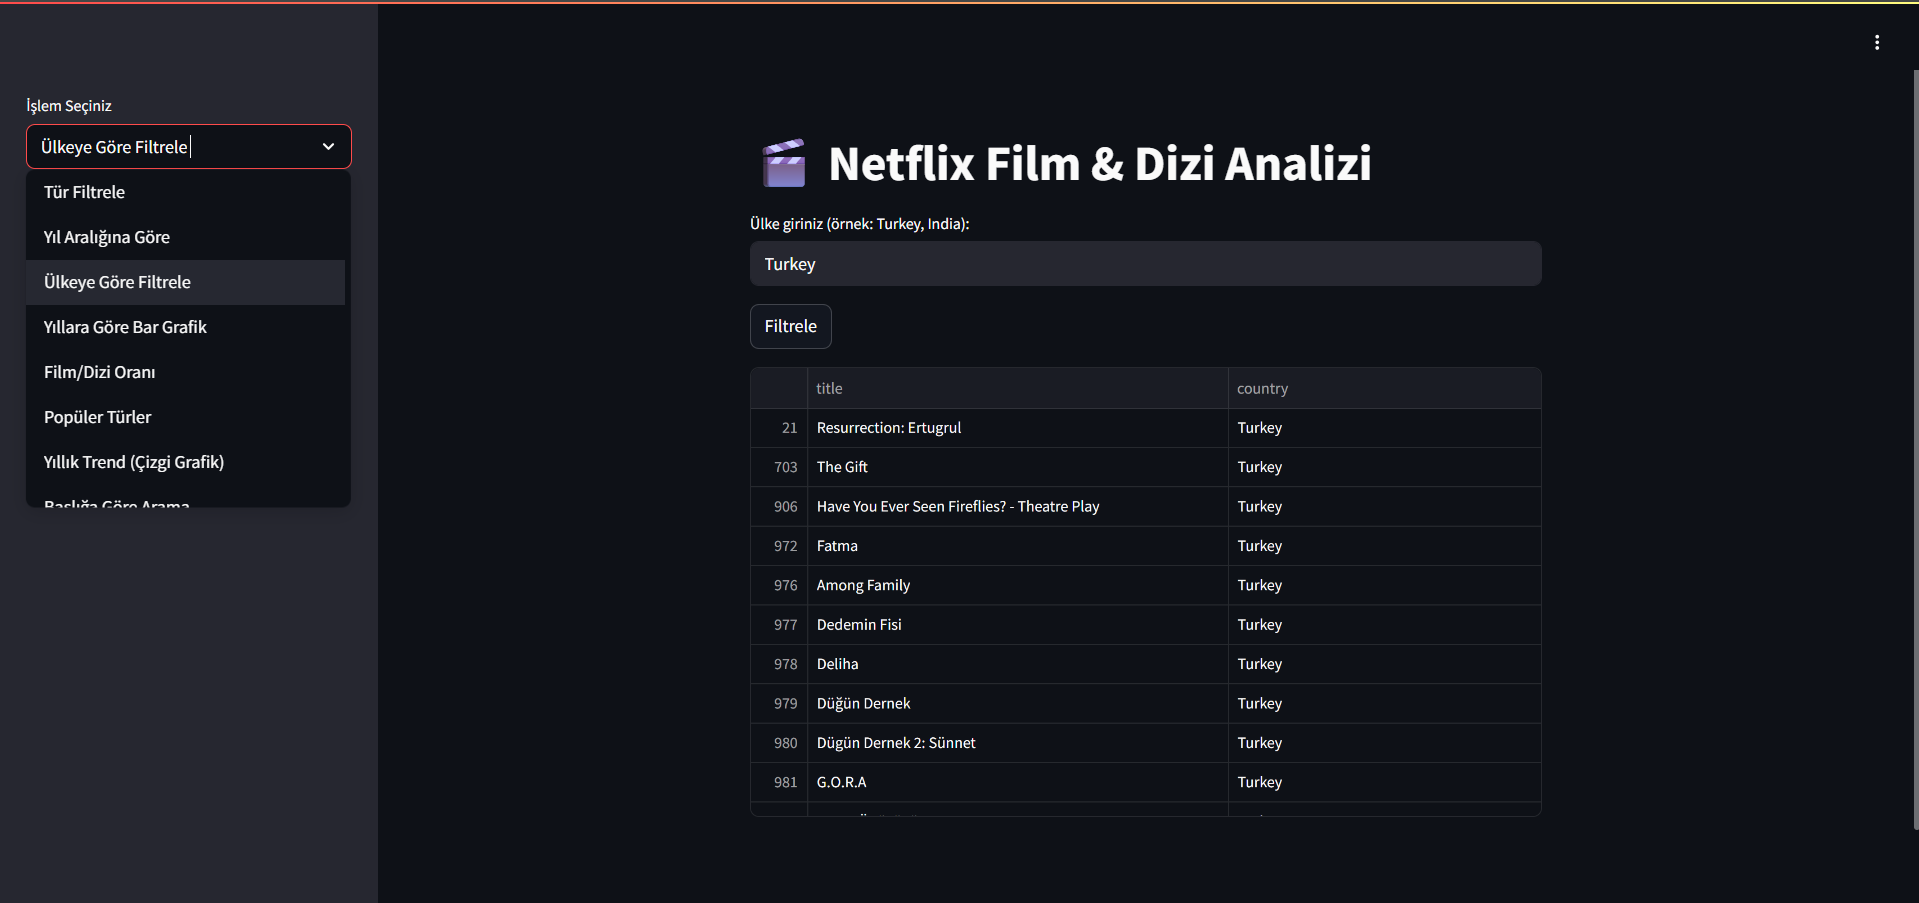 İşlem Seçiniz
Ülkeye Göre Filtrele
Tür Filtrele
Yıl Aralığına Göre
Ülkeye Göre Filtrele
Yıllara Göre Bar Grafik
Film/Dizi Oranı
Popüler Türler
Yıllık Trend (Çizgi Grafik)
Başlığa Göre Arama
Netflix Film & Dizi Analizi
Ülke giriniz (örnek: Turkey, India):
Turkey
Filtrele
title country
21 Resurrection: Ertugrul Turkey
703 The Gift Turkey
906 Have You Ever Seen Fireflies? - Theatre Play Turkey
972 Fatma Turkey
976 Among Family Turkey
977 Dedemin Fisi Turkey
978 Deliha Turkey
979 Düğün Dernek Turkey
980 Dügün Dernek 2: Sünnet Turkey
981 G.O.R.A Turkey